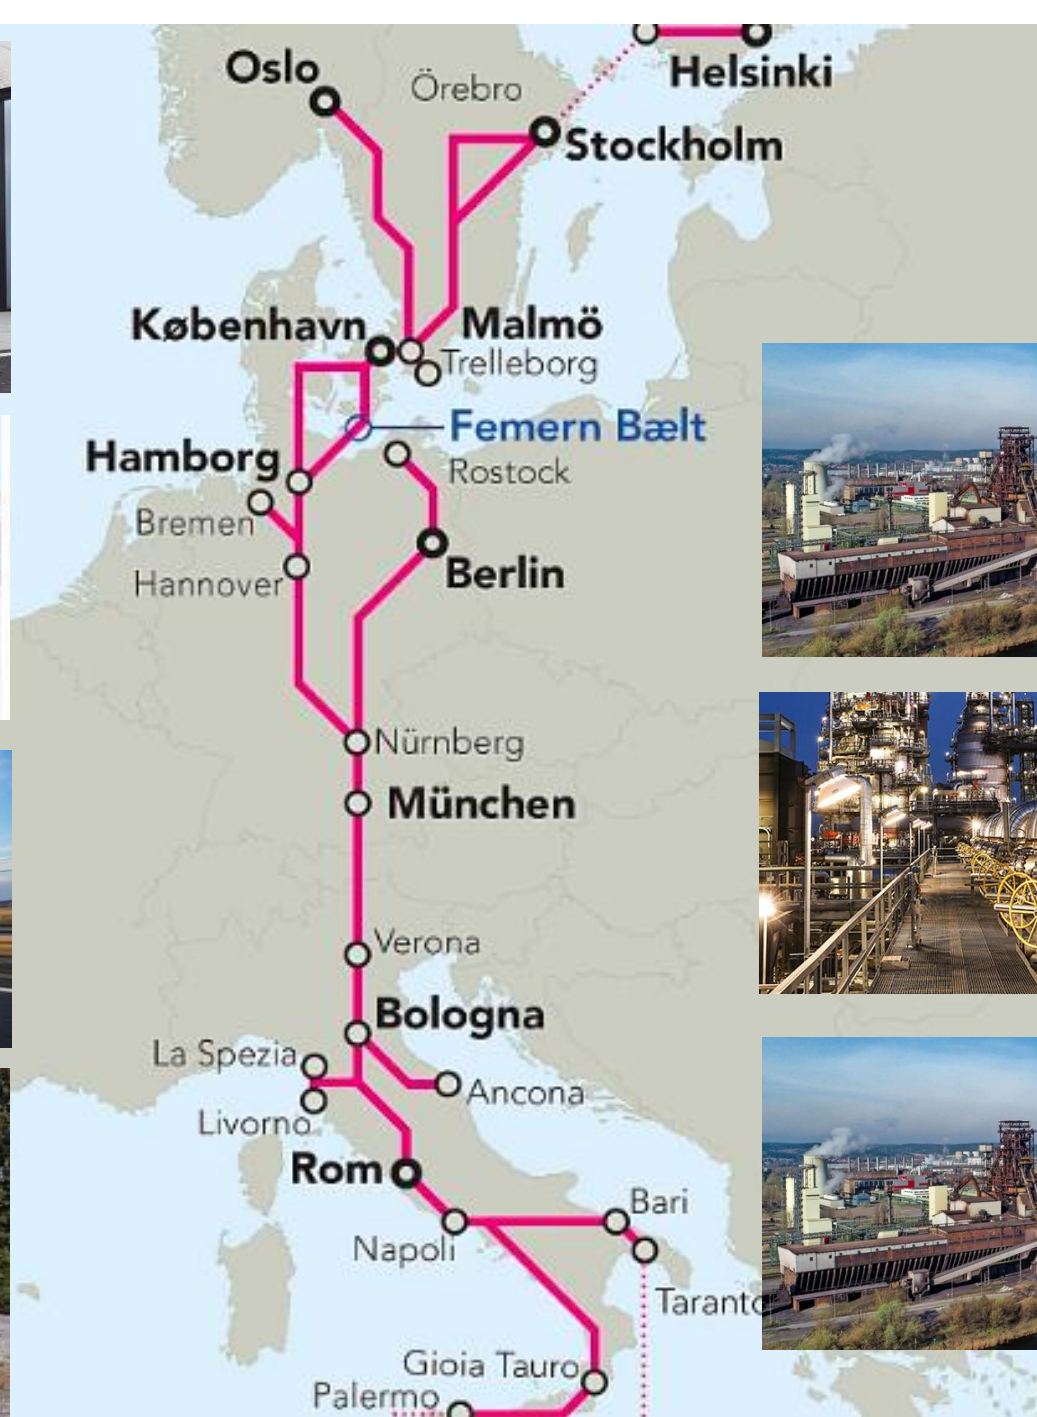 Oslo
Örebro
Helsinki
Stockholm
København
Malmö
Trelleborg
Femern Bælt
Hamborg
Rostock
Bremen
Hannover
Berlin
Nürnberg
München
Verona
Bologna
La Spezia
Ancona
Livorno
Rom
Bari
Napoli
Taranto
Gioia Tauro
Palermo